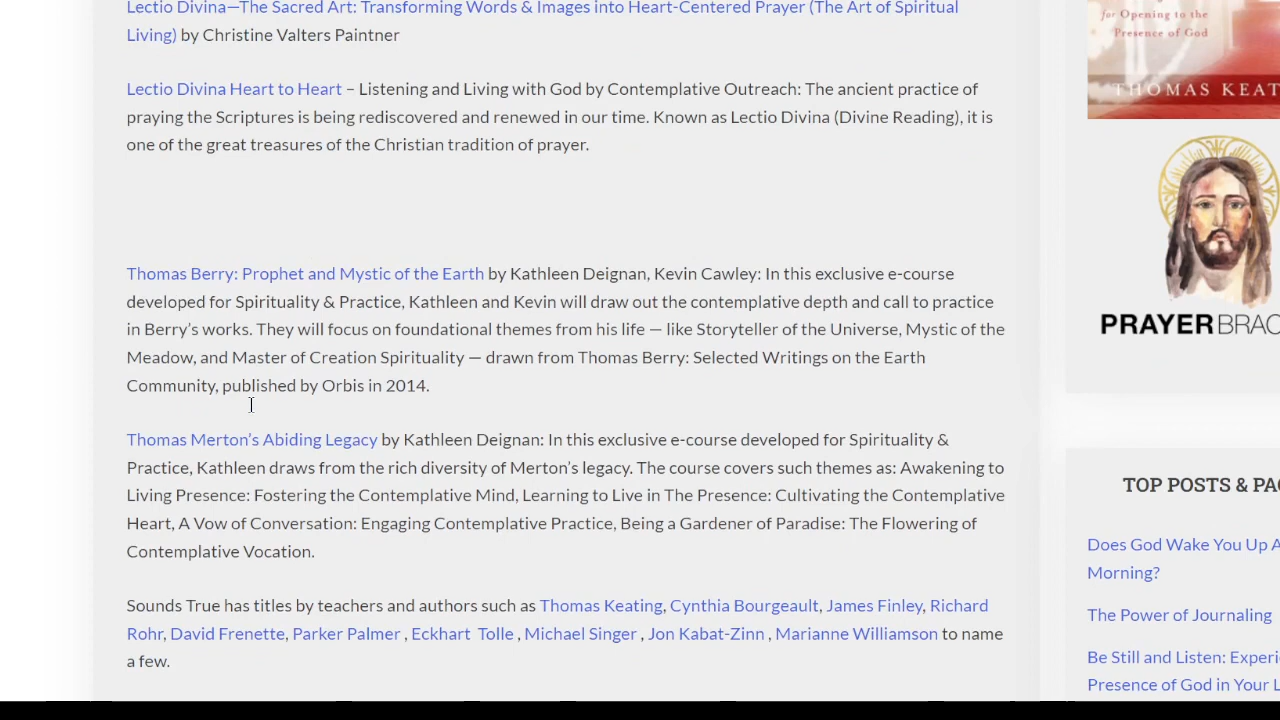 Lectio Divina—The Sacred Art: Transforming Words & Images into Heart-Centered Prayer (The Art of Spiritual
Living) by Christine Valters Paintner
Lectio Divina Heart to Heart – Listening and Living with God by Contemplative Outreach: The ancient practice of
praying the Scriptures is being rediscovered and renewed in our time. Known as Lectio Divina (Divine Reading), it is
one of the great treasures of the Christian tradition of prayer.
Thomas Berry: Prophet and Mystic of the Earth by Kathleen Deignan, Kevin Cawley: In this exclusive e-course
developed for Spirituality & Practice, Kathleen and Kevin will draw out the contemplative depth and call to practice
in Berry's works. They will focus on foundational themes from his life — like Storyteller of the Universe, Mystic of the
Meadow, and Master of Creation Spirituality — drawn from Thomas Berry: Selected Writings on the Earth
Community, published by Orbis in 2014.
Thomas Merton's Abiding Legacy by Kathleen Deignan: In this exclusive e-course developed for Spirituality &
Practice, Kathleen draws from the rich diversity of Merton's legacy. The course covers such themes as: Awakening to
Living Presence: Fostering the Contemplative Mind, Learning to Live in The Presence: Cultivating the Contemplative
Heart, A Vow of Conversation: Engaging Contemplative Practice, Being a Gardener of Paradise: The Flowering of
Contemplative Vocation.
Sounds True has titles by teachers and authors such as Thomas Keating, Cynthia Bourgeault, James Finley, Richard
Rohr, David Frenette, Parker Palmer , Eckhart Tolle , Michael Singer , Jon Kabat-Zinn , Marianne Williamson to name
a few.
for Opening to the
Presence of God
THOMAS KEAT
PRAYERBRAC
TOP POSTS & PAG
Does God Wake You Up A
Morning?
The Power of Journaling
Be Still and Listen: Experi
Presence of God in Your L